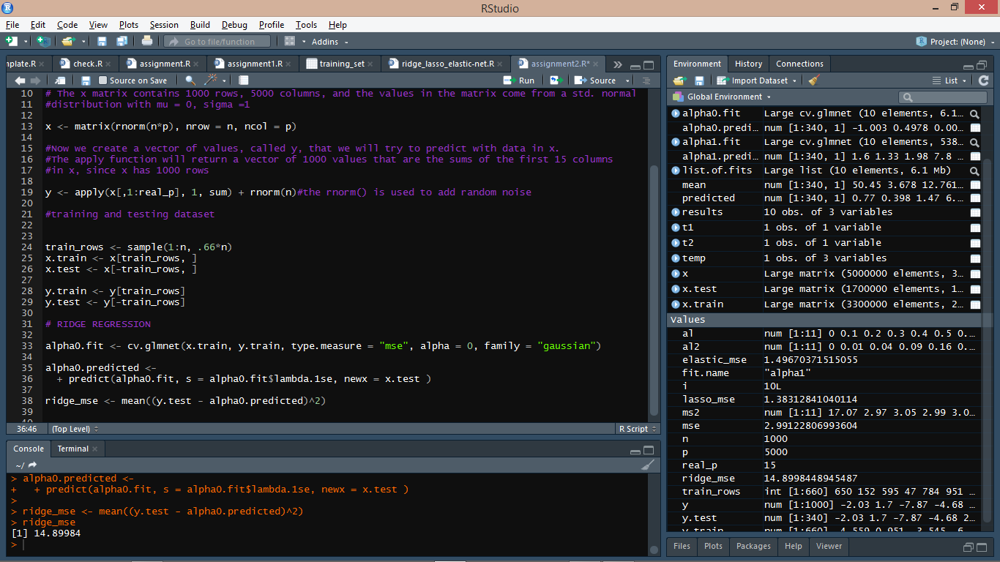 RStudio
File Edit Code View Plots Session Build Debug Profile Tools Help
Go to file/function Addins Project: (None)
mplate.R check.R assignment.R assignment1.R training_set ridge_lasso_elastic-net.R assignment2.R*
Source on Save Run Source
10 # The x matrix contains 1000 rows, 5000 columns, and the values in the matrix come from a std. normal
11 #distribution with mu = 0, sigma =1
12
13 x <- matrix(rnorm(n*p), nrow = n, ncol = p)
14
15 #Now we create a vector of values, called y, that we will try to predict with data in x.
16 #The apply function will return a vector of 1000 values that are the sums of the first 15 columns
17 #in x, since x has 1000 rows
18
19 y <- apply(x[,1:real_p], 1, sum) + rnorm(n)#the rnorm() is used to add random noise
20
21 #training and testing dataset
22
23
24 train_rows <- sample(1:n, .66*n)
25 x.train <- x[train_rows, ]
26 x.test <- x[-train_rows, ]
27
28 y.train <- y[train_rows]
29 y.test <- y[-train_rows]
30
31 # RIDGE REGRESSION
32
33 alpha0.fit <- cv.glmnet(x.train, y.train, type.measure = "mse", alpha = 0, family = "gaussian")
34
35 alpha0.predicted <-
36 + predict(alpha0.fit, s = alpha0.fit$lambda.1se, newx = x.test )
37
38 ridge_mse <- mean((y.test - alpha0.predicted)^2)
39
40
36:46 (Top Level) R Script
Console Terminal
~/
> alpha0.predicted <-
+ + predict(alpha0.fit, s = alpha0.fit$lambda.1se, newx = x.test )
>
> ridge_mse <- mean((y.test - alpha0.predicted)^2)
> ridge_mse
[1] 14.89984
>
Environment History Connections
Import Dataset List
Global Environment
alpha0.fit Large cv.glmnet (10 elements, 6.1…
alpha0.predi… num [1:340, 1] -1.003 0.4978 0.00…
alpha1.fit Large cv.glmnet (10 elements, 538…
alpha1.predi… num [1:340, 1] 1.6 1.33 1.98 7.8 …
list.of.fits Large list (10 elements, 6.1 Mb)
mean num [1:340, 1] 50.45 3.678 12.761…
predicted num [1:340, 1] 0.77 0.398 1.47 6.…
results 10 obs. of 3 variables
t1 1 obs. of 1 variable
t2 1 obs. of 1 variable
temp 1 obs. of 3 variables
x Large matrix (5000000 elements, 3…
x.test Large matrix (1700000 elements, 1…
x.train Large matrix (3300000 elements, 2…
Values
al num [1:11] 0 0.1 0.2 0.3 0.4 0.5 0.…
al2 num [1:11] 0 0.01 0.04 0.09 0.16 0.…
elastic_mse 1.49670371515055
fit.name "alpha1"
i 10L
lasso_mse 1.38312841040114
ms2 num [1:11] 17.07 2.97 3.05 2.99 3.0…
mse 2.99122806993604
n 1000
p 5000
real_p 15
ridge_mse 14.8998448945487
train_rows int [1:660] 650 152 595 47 784 951 …
y num [1:1000] -2.03 1.7 -7.87 -4.68 …
y.test num [1:340] -2.03 1.7 -7.87 -4.68 2…
y.train num [1:660]
Files Plots Packages Help Viewer